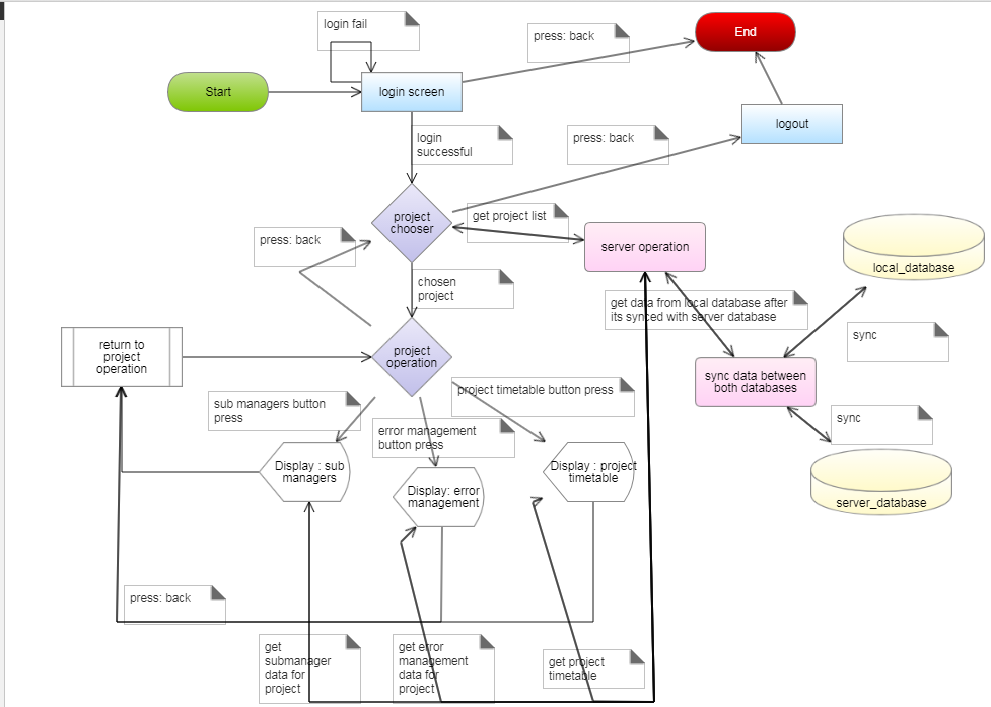 login fail
press: back
End
Start
login screen
logout
login
successful
press: back
project
chooser
get project list
press: back
server operation
local_database
chosen
project
get data from local database after
its synced with server database
sync
return to
project
operation
project
operation
sync data between
both databases
project timetable button press
sub managers button
press
error management
button press
sync
Display : sub
managers
Display: error
management
Display : project
timetable
server_database
press: back
get
submanager
data for
project
get error
management
data for
project
get project
timetable